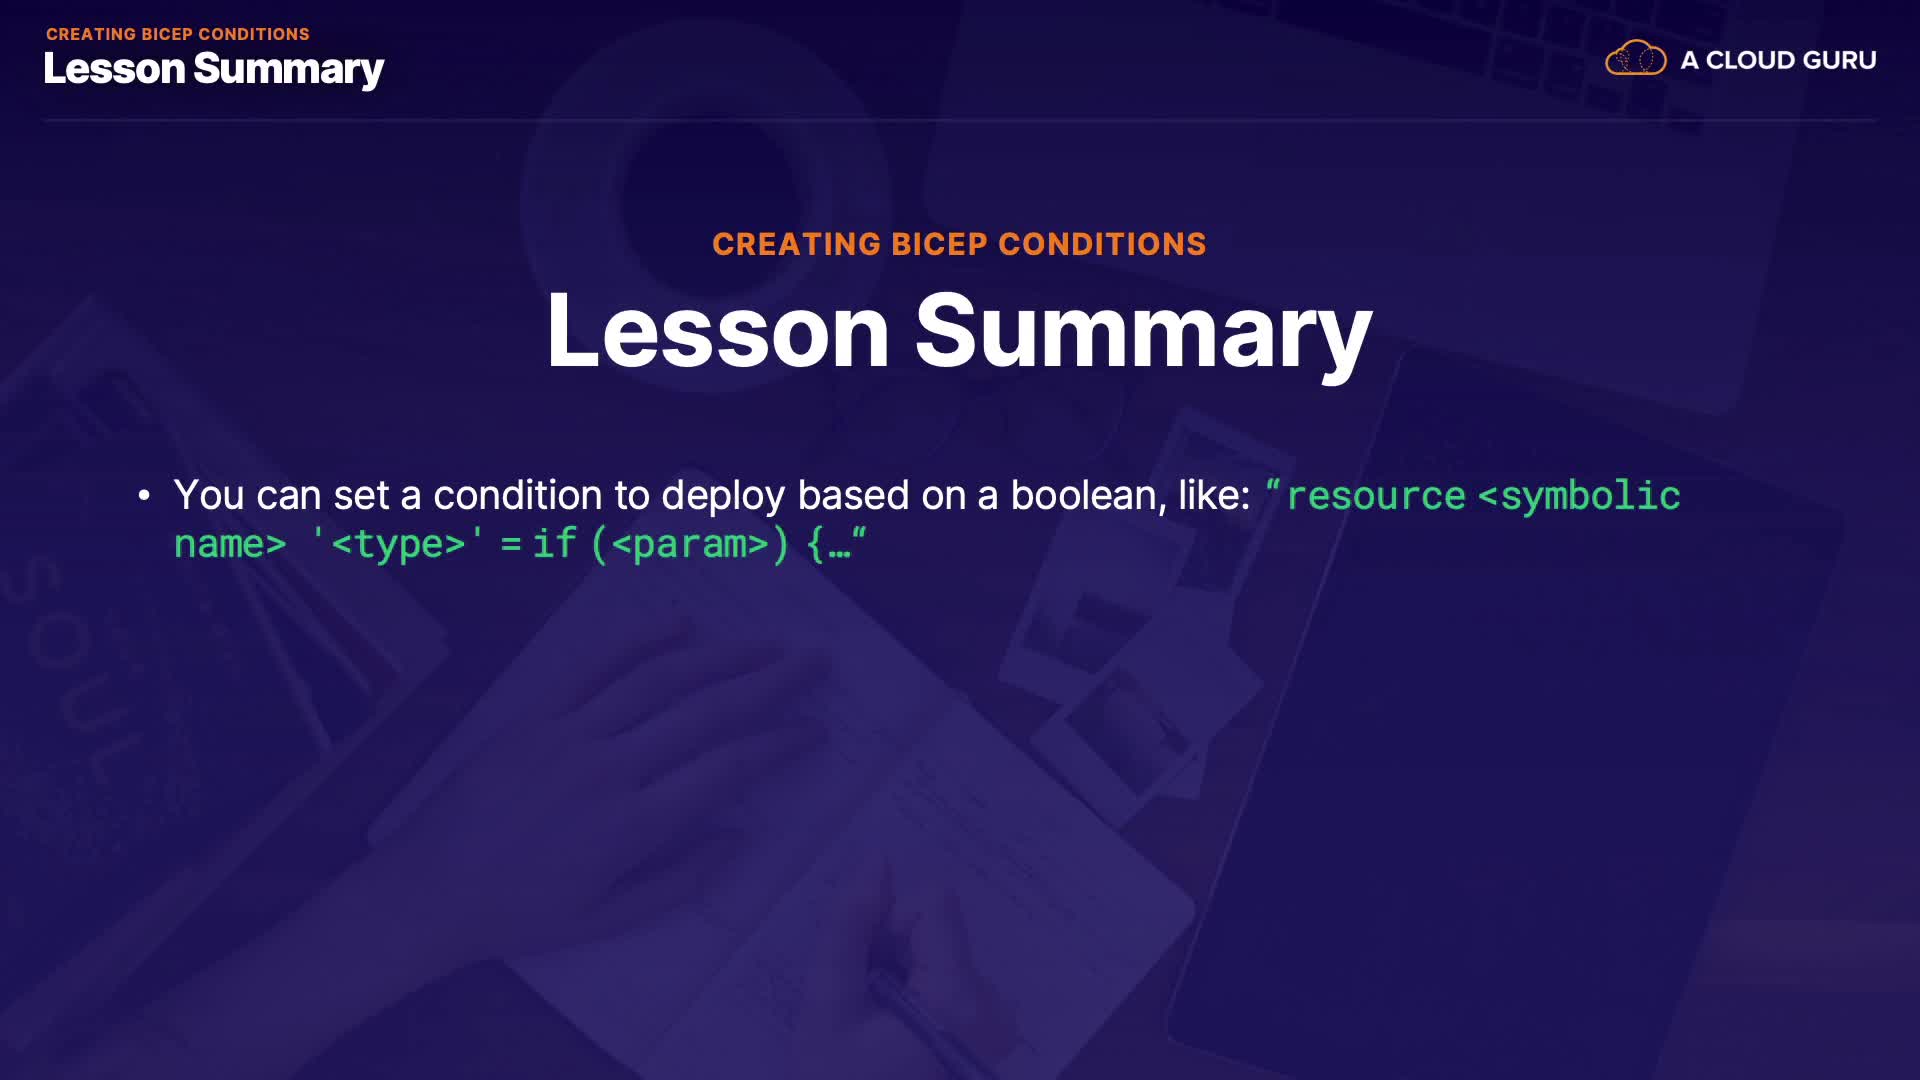 CREATING BICEP CONDITIONS
Lesson Summary
A CLOUD GURU
CREATING BICEP CONDITIONS
Lesson Summary
• You can set a condition to deploy based on a boolean, like: “resource <symbolic
name> '<type>' = if (<param>) {…“
SOUL